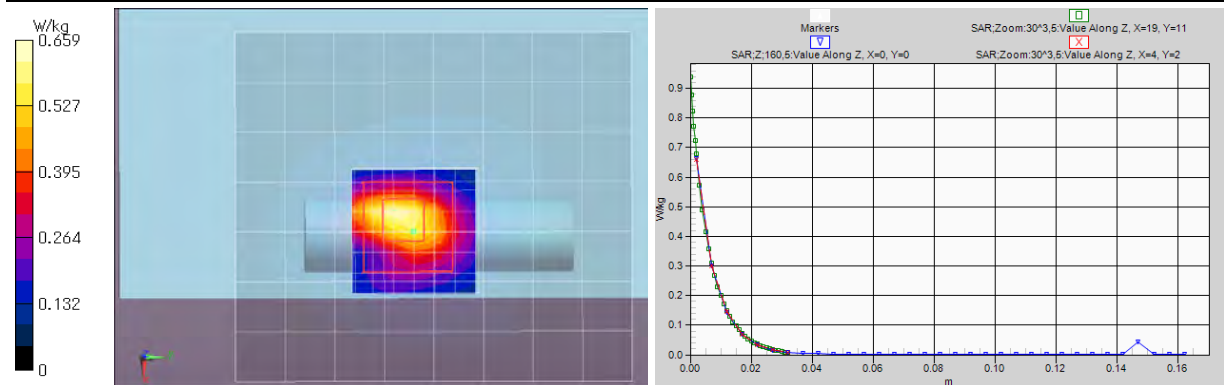 W/kg
0.659
0.527
0.395
0.264
0.132
0
Markers
SAR;Zoom:30^3,5:Value Along Z, X=19, Y=11
SAR;Z;160,5:Value Along Z, X=0, Y=0
SAR;Zoom:30^3,5:Value Along Z, X=4, Y=2
0.9
0.8
0.7
0.6
0.5
0.4
0.3
0.2
0.1
0.0
W/kg
0.00 0.02 0.04 0.06 0.08 0.10 0.12 0.14 0.16
m